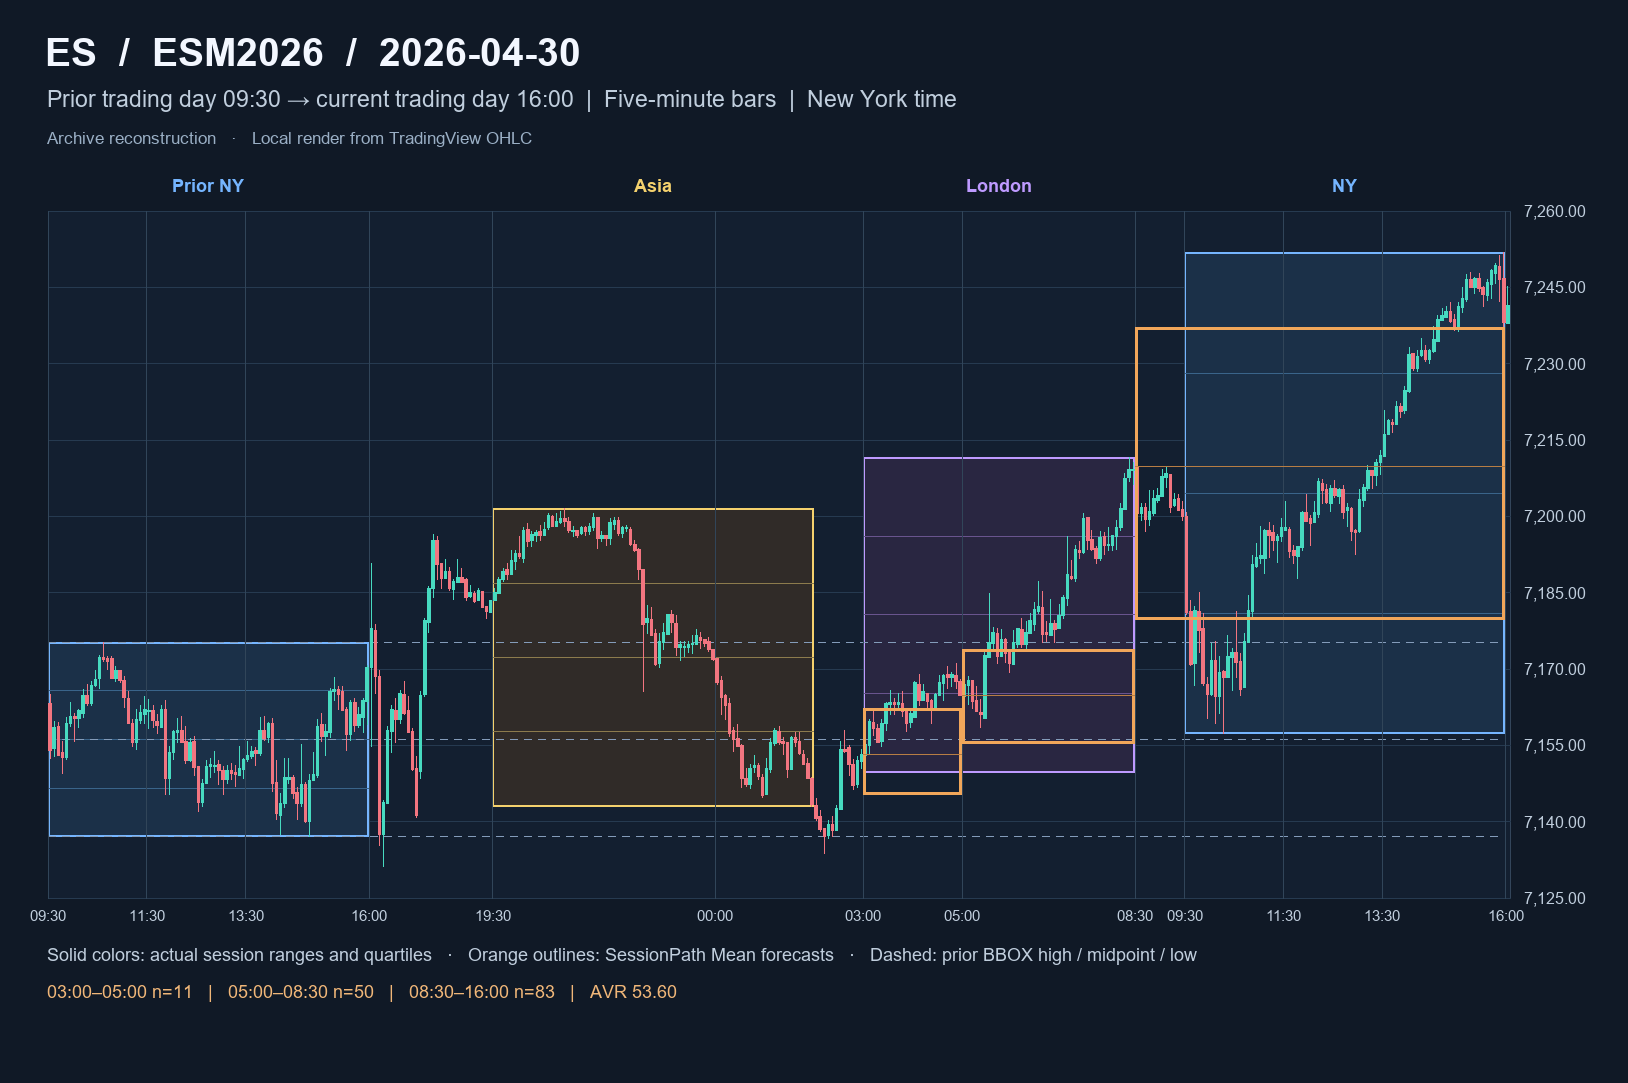 ES / ESM2026 / 2026-04-30
Prior trading day 09:30 → current trading day 16:00 | Five-minute bars | New York time
Archive reconstruction · Local render from TradingView OHLC
Prior NY Asia London NY
7,260.00
7,245.00
7,230.00
7,215.00
7,200.00
7,185.00
7,170.00
7,155.00
7,140.00
7,125.00
09:30 11:30 13:30 16:00 19:30 00:00 03:00 05:00 08:30 09:30 11:30 13:30 16:00
Solid colors: actual session ranges and quartiles · Orange outlines: SessionPath Mean forecasts · Dashed: prior BBOX high / midpoint / low
03:00–05:00 n=11 | 05:00–08:30 n=50 | 08:30–16:00 n=83 | AVR 53.60